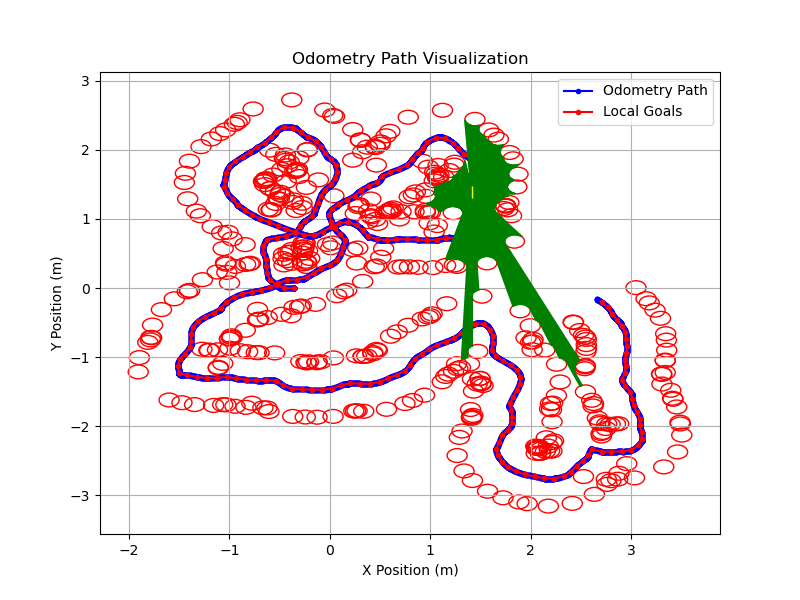 Odometry Path Visualization
Odometry Path
Local Goals
Y Position (m)
3
2
1
0
−1
−2
−3
−2
−1
0
1
2
3
X Position (m)